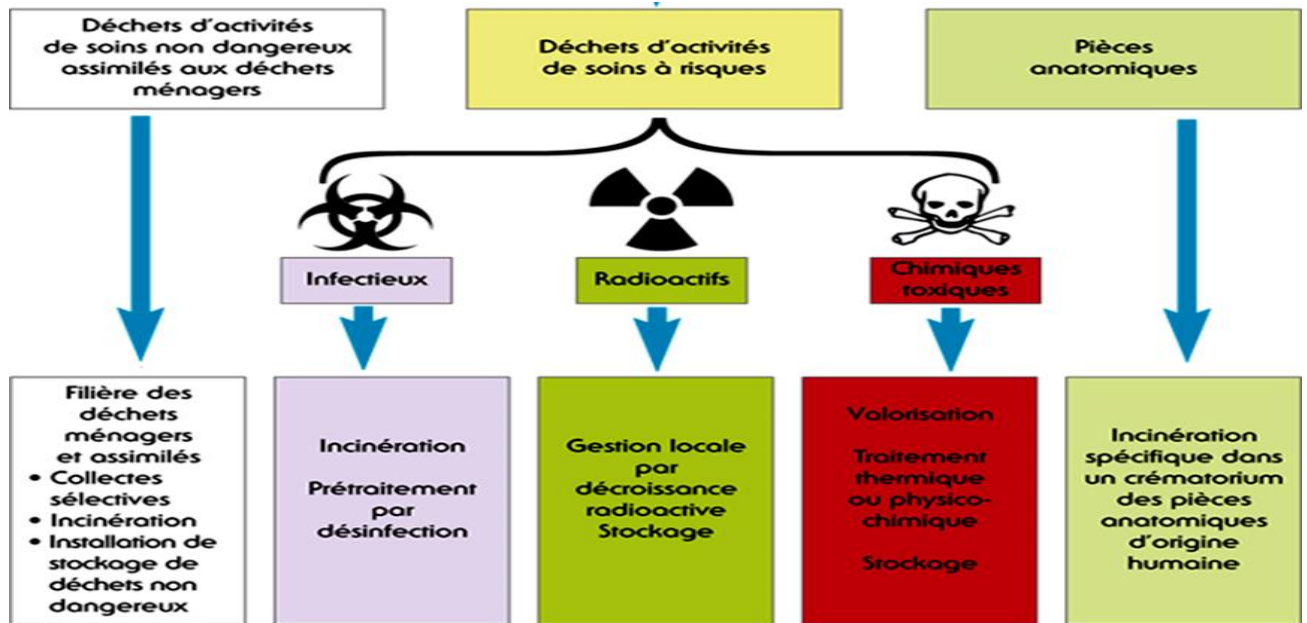 Déchets d'activités
de soins non dangereux
assimilés aux déchets
ménagers
Déchets d'activités
de soins à risques
Pièces
anatomiques
Infectieux
Radioactifs
Chimiques
toxiques
Filière des
déchets
ménagers
et assimilés
• Collectes
sélectives
• Incinération
• Installation de
stockage de
déchets non
dangereux
Incinération
Prétraitement
par
désinfection
Gestion locale
par
décroissance
radioactive
Stockage
Valorisation
Traitement
thermique
ou physico-
chimique
Stockage
Incinération
spécifique dans
un crématorium
des pièces
anatomiques
d'origine
humaine